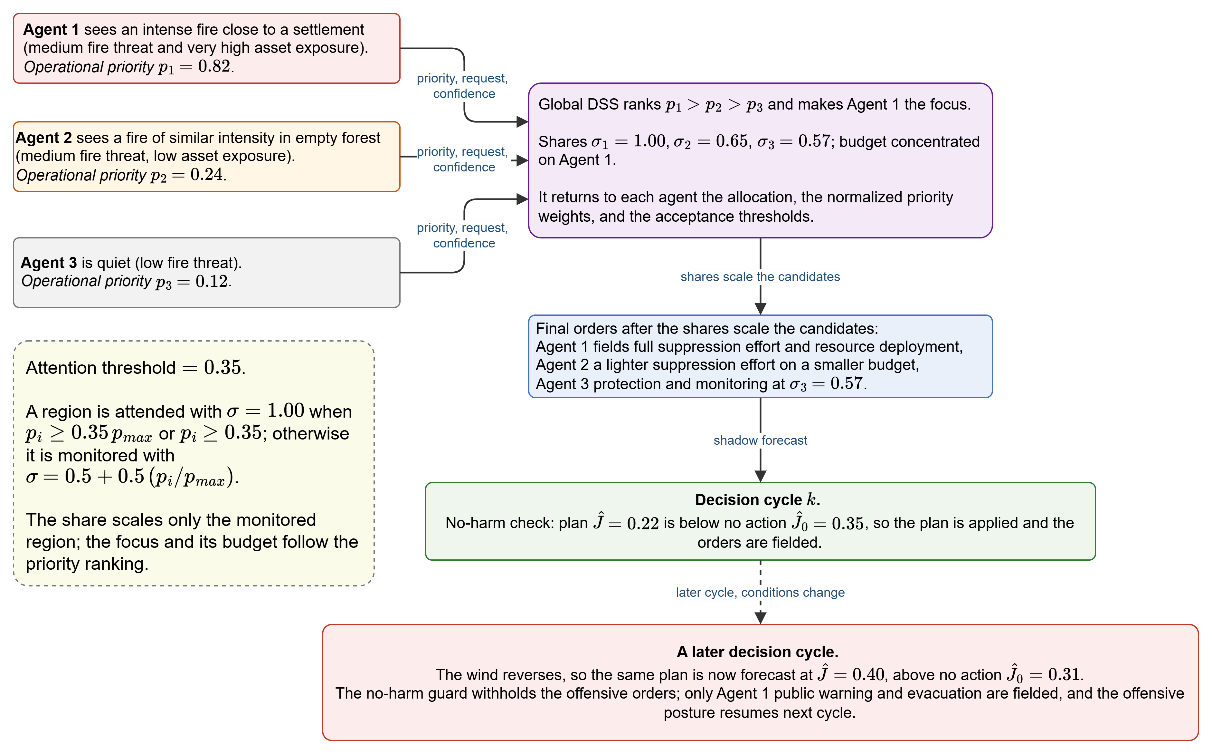 Agent 1 sees an intense fire close to a settlement
(medium fire threat and very high asset exposure).
Operational priority p₁ = 0.82.
priority, request,
confidence
Agent 2 sees a fire of similar intensity in empty forest
(medium fire threat, low asset exposure).
Operational priority p₂ = 0.24.
priority, request,
confidence
Agent 3 is quiet (low fire threat).
Operational priority p₃ = 0.12.
priority, request,
confidence
Global DSS ranks p₁ > p₂ > p₃ and makes Agent 1 the focus.
Shares σ₁ = 1.00, σ₂ = 0.65, σ₃ = 0.57; budget concentrated
on Agent 1.
It returns to each agent the allocation, the normalized priority
weights, and the acceptance thresholds.
shares scale the candidates
Final orders after the shares scale the candidates:
Agent 1 fields full suppression effort and resource deployment,
Agent 2 a lighter suppression effort on a smaller budget,
Agent 3 protection and monitoring at σ₃ = 0.57.
Attention threshold = 0.35.
A region is attended with σ = 1.00 when
pᵢ ≥ 0.35 pₘₐₓ or pᵢ ≥ 0.35; otherwise
it is monitored with
σ = 0.5 + 0.5 (pᵢ/pₘₐₓ).
The share scales only the monitored
region; the focus and its budget follow the
priority ranking.
shadow forecast
Decision cycle k.
No-harm check: plan Ĵ = 0.22 is below no action Ĵ₀ = 0.35, so the plan is applied and the
orders are fielded.
later cycle, conditions change
A later decision cycle.
The wind reverses, so the same plan is now forecast at Ĵ = 0.40, above no action Ĵ₀ = 0.31.
The no-harm guard withholds the offensive orders; only Agent 1 public warning and evacuation are fielded, and the offensive
posture resumes next cycle.